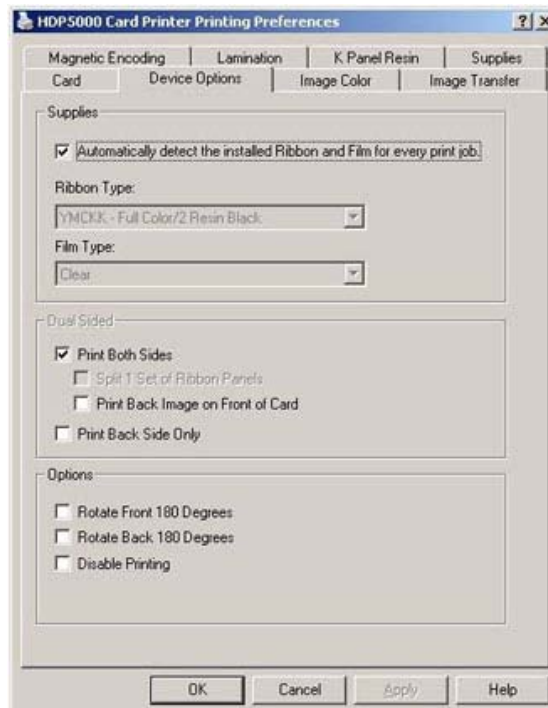 HDP5000 Card Printer Printing Preferences
Magnetic Encoding Lamination K Panel Resin Supplies
Card Device Options Image Color Image Transfer
Supplies
Automatically detect the installed Ribbon and Film for every print job.
Ribbon Type:
YMCKK - Full Color/2 Resin Black
Film Type:
Clear
Dual Sided
Print Both Sides
Split 1 Set of Ribbon Panels
Print Back Image on Front of Card
Print Back Side Only
Options
Rotate Front 180 Degrees
Rotate Back 180 Degrees
Disable Printing
OK Cancel Apply Help